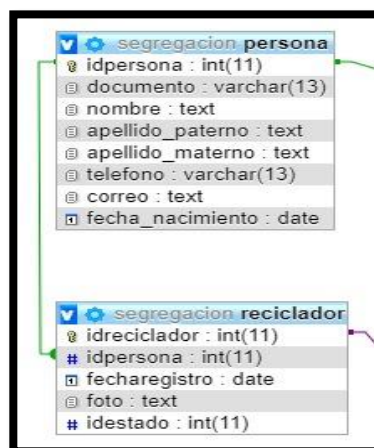 segregacion persona
idpersona : int(11)
documento : varchar(13)
nombre : text
apellido_paterno : text
apellido_materno : text
telefono : varchar(13)
correo : text
fecha_nacimiento : date
segregacion reciclador
idreciclador : int(11)
# idpersona : int(11)
fecharegistro : date
foto : text
# idestado : int(11)